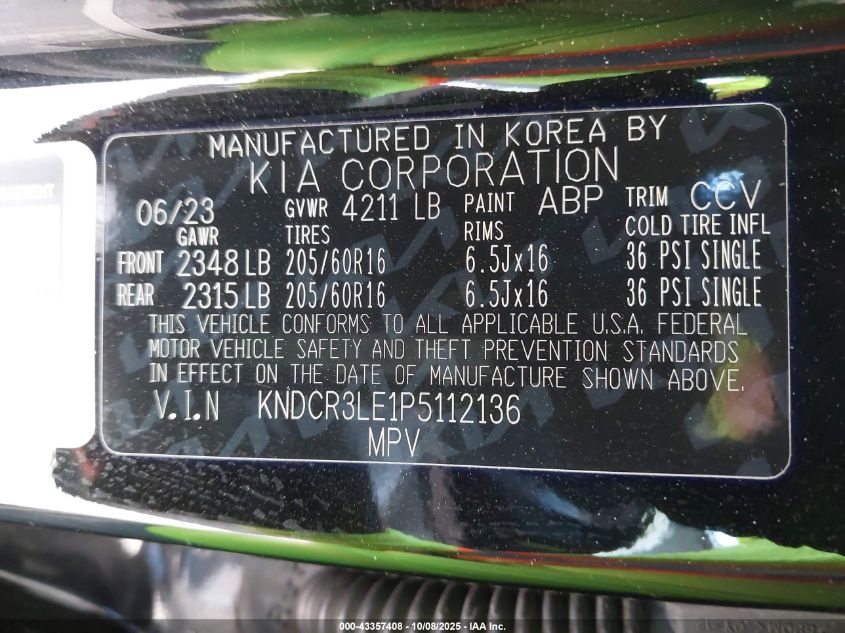 MANUFACTURED IN KOREA BY
KIA CORPORATION
06/23 GVWR 4211 LB PAINT ABP TRIM CCV
GAWR TIRES RIMS COLD TIRE INFL
FRONT 2348 LB 205/60R16 6.5Jx16 36 PSI SINGLE
REAR 2315 LB 205/60R16 6.5Jx16 36 PSI SINGLE
THIS VEHICLE CONFORMS TO ALL APPLICABLE U.S.A. FEDERAL
MOTOR VEHICLE SAFETY AND THEFT PREVENTION STANDARDS
IN EFFECT ON THE DATE OF MANUFACTURE SHOWN ABOVE.
V.I.N KNDCR3LE1P5112136
MPV
000-43357408 - 10/08/2025 - IAA Inc.